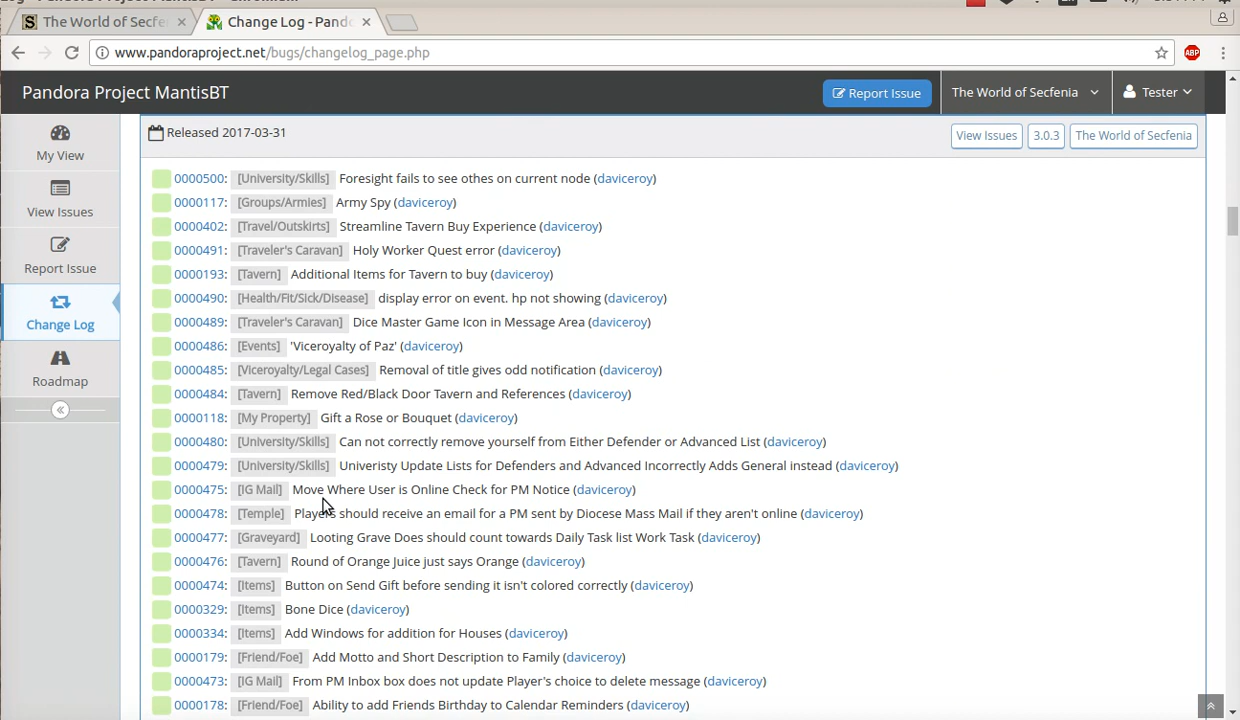 The World of Secfe
Change Log - Pand
www.pandoraproject.net/bugs/changelog_page.php
ABP
Pandora Project MantisBT
Report Issue
The World of Secfenia
Tester
My View
View Issues
Report Issue
Change Log
Roadmap
Released 2017-03-31
View Issues
3.0.3
The World of Secfenia
0000500: [University/Skills] Foresight fails to see othes on current node (daviceroy)
0000117: [Groups/Armies] Army Spy (daviceroy)
0000402: [Travel/Outskirts] Streamline Tavern Buy Experience (daviceroy)
0000491: [Traveler's Caravan] Holy Worker Quest error (daviceroy)
0000193: [Tavern] Additional Items for Tavern to buy (daviceroy)
0000490: [Health/Fit/Sick/Disease] display error on event. hp not showing (daviceroy)
0000489: [Traveler's Caravan] Dice Master Game Icon in Message Area (daviceroy)
0000486: [Events] 'Viceroyalty of Paz' (daviceroy)
0000485: [Viceroyalty/Legal Cases] Removal of title gives odd notification (daviceroy)
0000484: [Tavern] Remove Red/Black Door Tavern and References (daviceroy)
0000118: [My Property] Gift a Rose or Bouquet (daviceroy)
0000480: [University/Skills] Can not correctly remove yourself from Either Defender or Advanced List (daviceroy)
0000479: [University/Skills] Univeristy Update Lists for Defenders and Advanced Incorrectly Adds General instead (daviceroy)
0000475: [IG Mail] Move Where User is Online Check for PM Notice (daviceroy)
0000478: [Temple] Players should receive an email for a PM sent by Diocese Mass Mail if they aren't online (daviceroy)
0000477: [Graveyard] Looting Grave Does should count towards Daily Task list Work Task (daviceroy)
0000476: [Tavern] Round of Orange Juice just says Orange (daviceroy)
0000474: [Items] Button on Send Gift before sending it isn't colored correctly (daviceroy)
0000329: [Items] Bone Dice (daviceroy)
0000334: [Items] Add Windows for addition for Houses (daviceroy)
0000179: [Friend/Foe] Add Motto and Short Description to Family (daviceroy)
0000473: [IG Mail] From PM Inbox box does not update Player's choice to delete message (daviceroy)
0000178: [Friend/Foe] Ability to add Friends Birthday to Calendar Reminders (daviceroy)